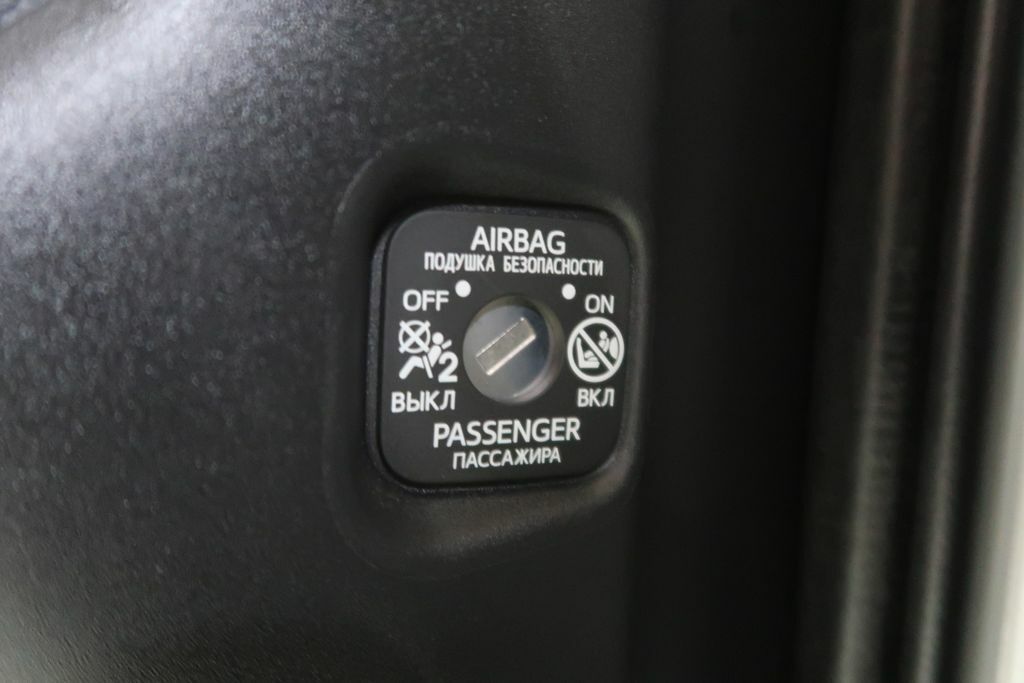 AIRBAG
ПОДУШКА БЕЗОПАСНОСТИ
OFF ON
2
ВЫКЛ ВКЛ
PASSENGER
ПАССАЖИРА